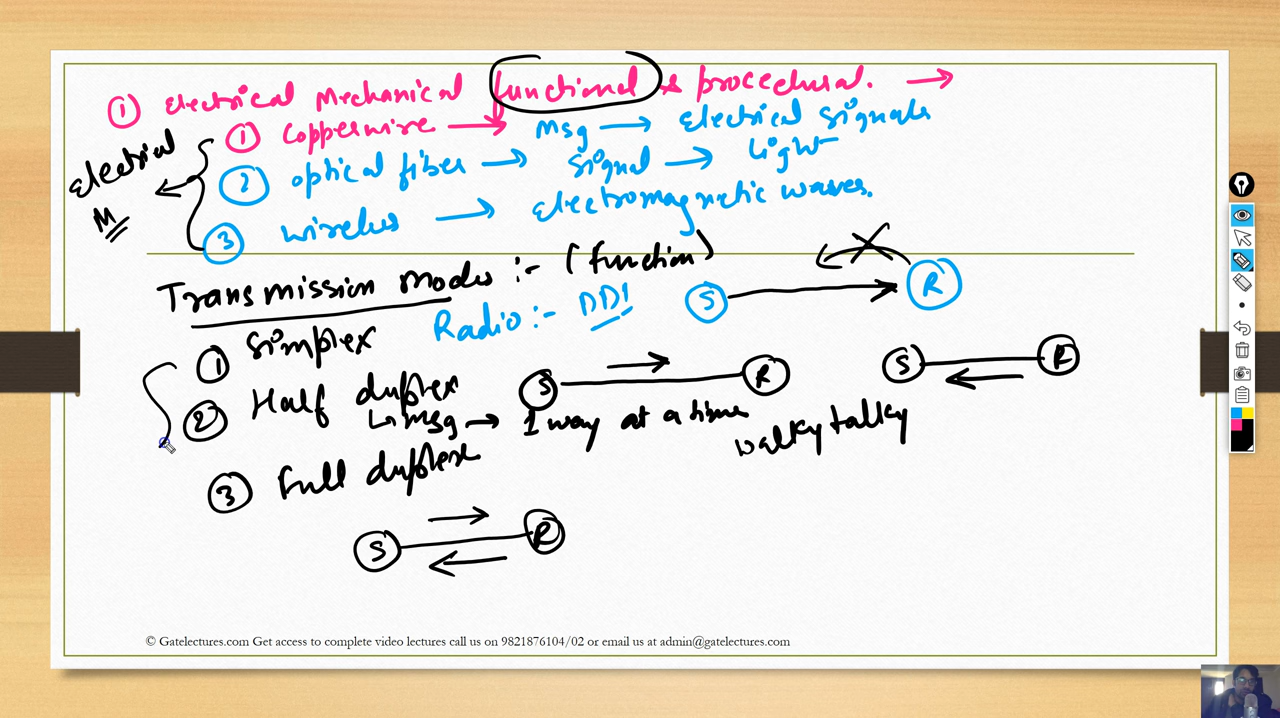 ① Electrical Mechanical functional & procedural. →
① Copperwire → Msg → Electrical signals
② optical fiber → signal → light
③ wireless → Electromagnetic waves.
Electrical
M
Transmission Modes :- (function)
S R
① Simplex Radio :- DD1
② Half duplex S R S R
↳ msg → 1 way at a time walky talky
③ Full duplex
S R
© Gatelectures.com Get access to complete video lectures call us on 9821876104/02 or email us at admin@gatelectures.com